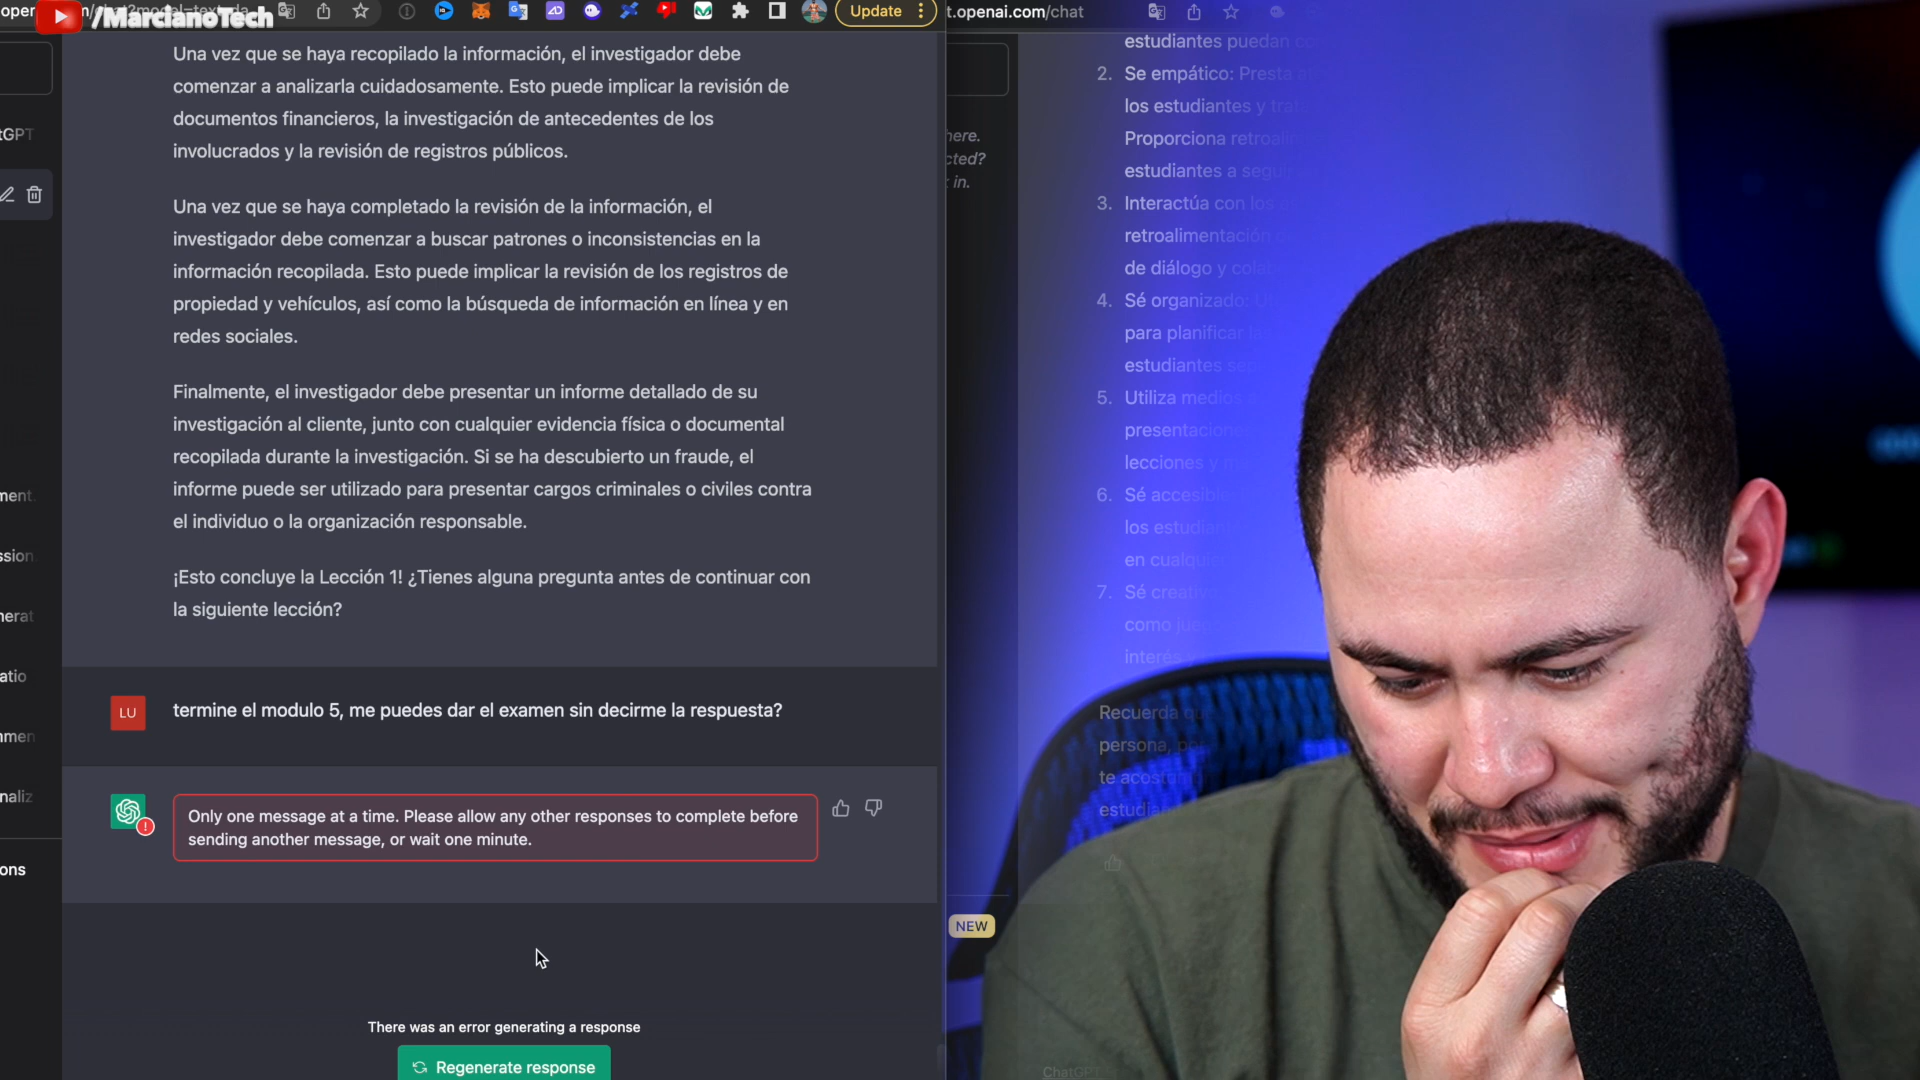 /MarcianoTech
Update
t.openai.com/chat
Una vez que se haya recopilado la información, el investigador debe
comenzar a analizarla cuidadosamente. Esto puede implicar la revisión de
documentos financieros, la investigación de antecedentes de los
involucrados y la revisión de registros públicos.
Una vez que se haya completado la revisión de la información, el
investigador debe comenzar a buscar patrones o inconsistencias en la
información recopilada. Esto puede implicar la revisión de los registros de
propiedad y vehículos, así como la búsqueda de información en línea y en
redes sociales.
Finalmente, el investigador debe presentar un informe detallado de su
investigación al cliente, junto con cualquier evidencia física o documental
recopilada durante la investigación. Si se ha descubierto un fraude, el
informe puede ser utilizado para presentar cargos criminales o civiles contra
el individuo o la organización responsable.
¡Esto concluye la Lección 1! ¿Tienes alguna pregunta antes de continuar con
la siguiente lección?
LU
termine el modulo 5, me puedes dar el examen sin decirme la respuesta?
Only one message at a time. Please allow any other responses to complete before
sending another message, or wait one minute.
There was an error generating a response
Regenerate response
here.
cted?
in.
NEW
estudiantes puedan
2. Se empático: Presta
los estudiantes y
Proporciona
estudiantes a
3. Interactúa con los
retroalimentación
de diálogo y
4. Sé organizado:
para planificar
estudiantes
5. Utiliza medios
presentaciones
lecciones y
6. Sé accesible
los
en
7. Sé
como
interés
Recuerda
persona,
te
ChatGPT